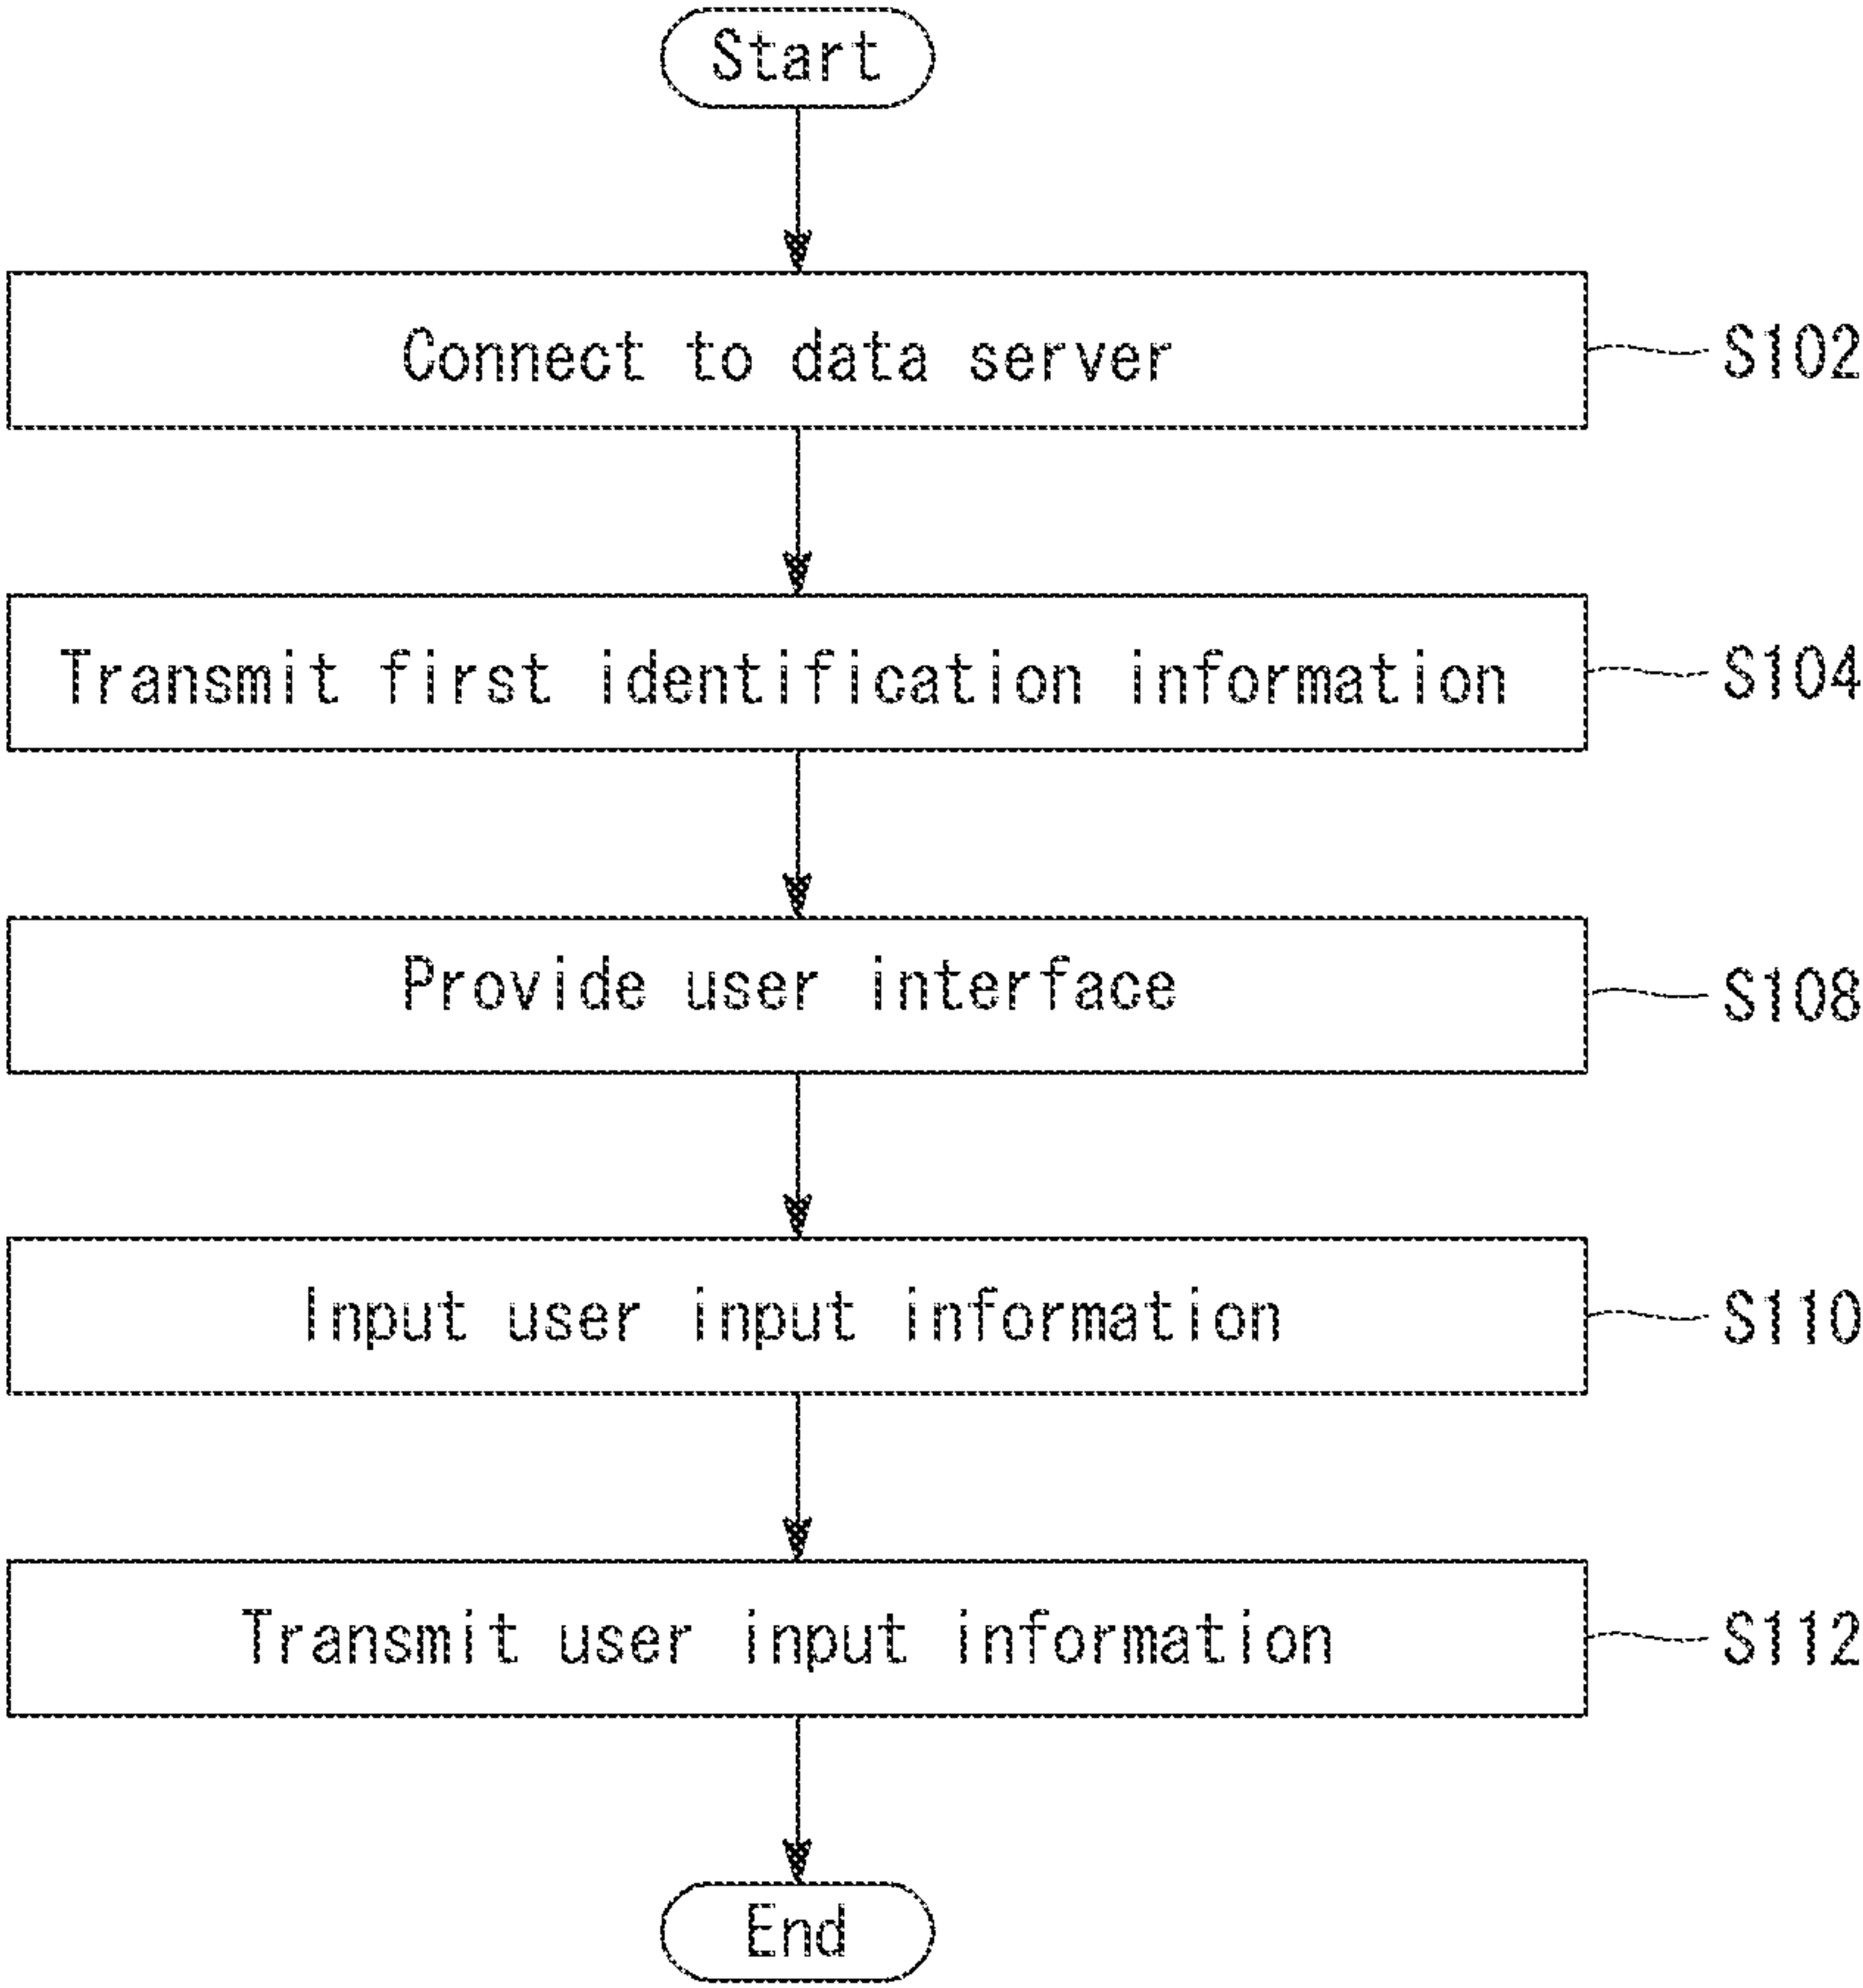 Start
Connect to data server
S102
Transmit first identification information
S104
Provide user interface
S108
Input user input information
S110
Transmit user input information
S112
End